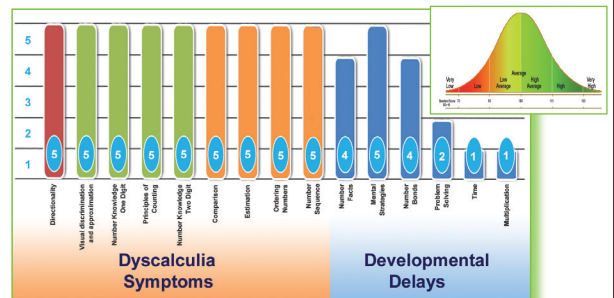 5
4
3
2
1
5
5
5
5
5
5
5
5
5
4
5
4
2
1
1
Directionality
Visual discrimination
and approximation
Number Knowledge
One Digit
Principles of
Counting
Number Knowledge
Two Digit
Comparison
Estimation
Ordering
Numbers
Number
Sequence
Number
Facts
Mental
Strategies
Number
Bonds
Problem
Solving
Time
Multiplication
Dyscalculia
Symptoms
Developmental
Delays
Very
Low
Low
Low
Average
Average
High
Average
High
Very
High